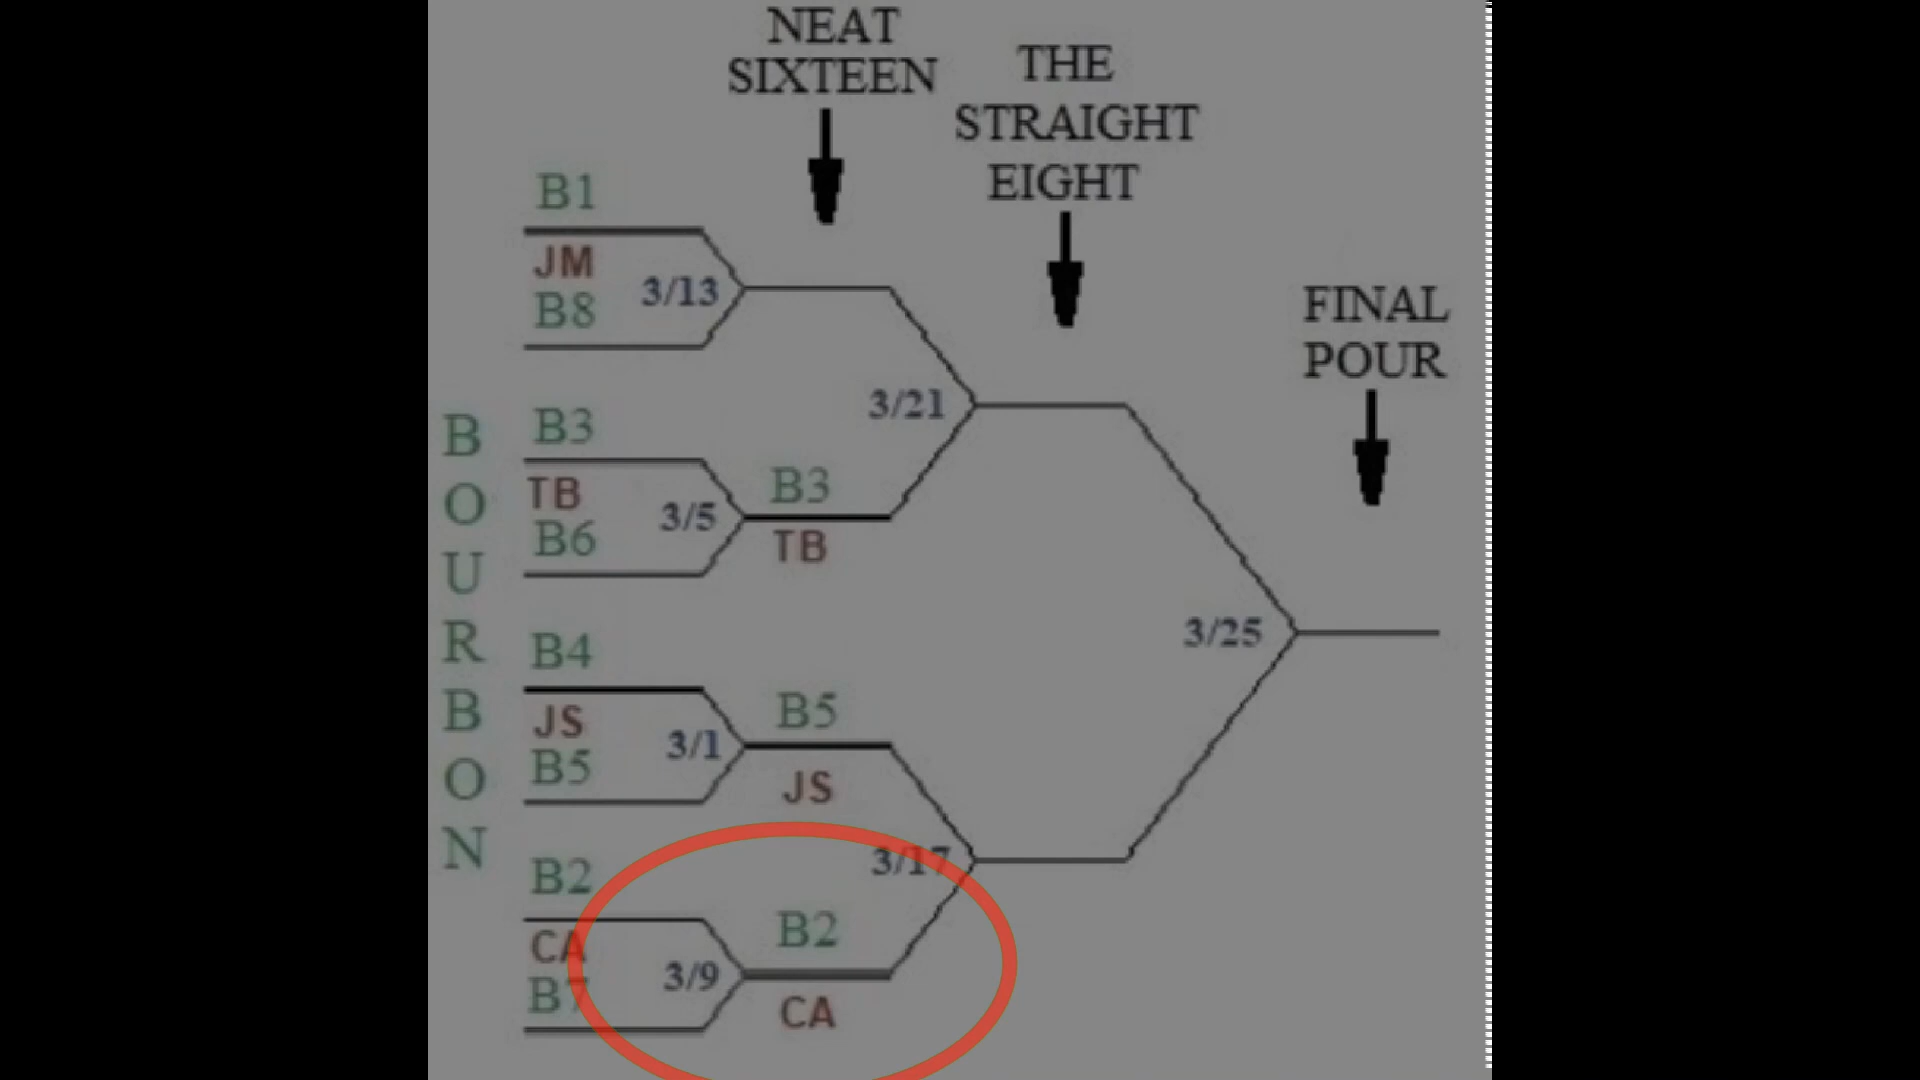 NEAT
SIXTEEN
THE
STRAIGHT
EIGHT
FINAL
POUR
BOURBON
B1
JM
B8
3/13
B3
TB
B6
3/5
B3
TB
3/21
B4
JS
B5
3/1
B5
JS
B2
CA
B7
3/9
B2
CA
3/17
3/25